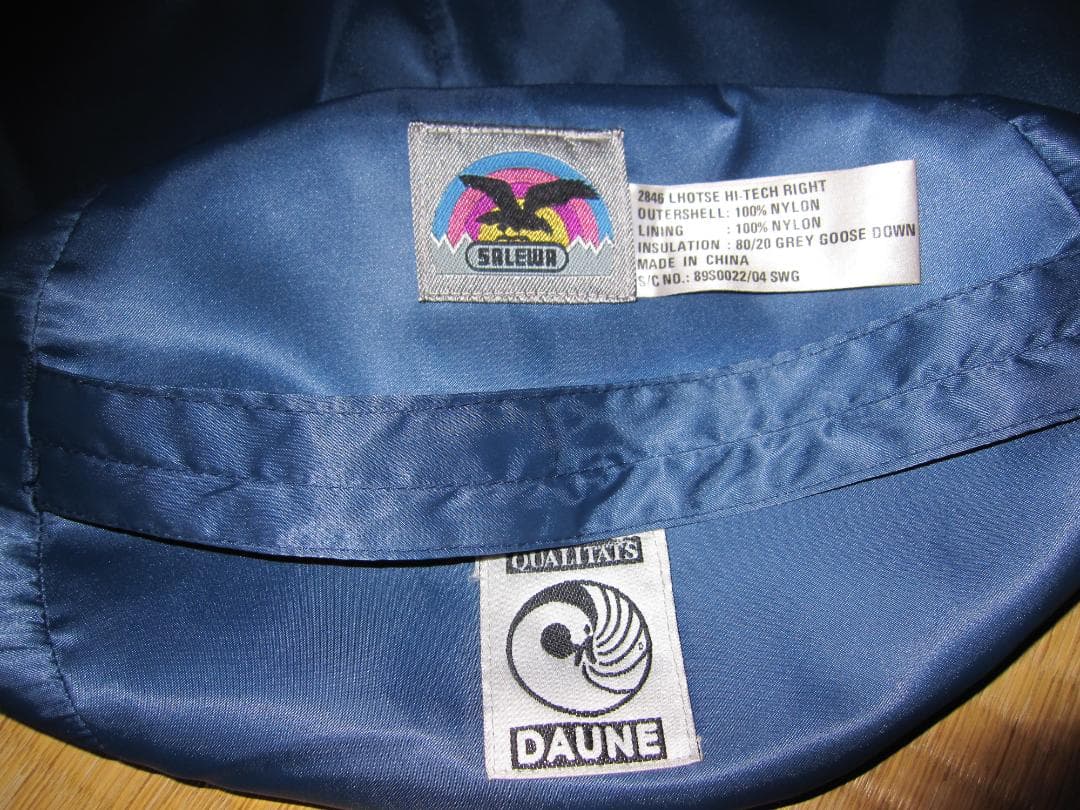 SALEWA
2846 LHOTSE HI-TECH RIGHT
OUTERSHELL: 100% NYLON
LINING : 100% NYLON
INSULATION : 80/20 GREY GOOSE DOWN
MADE IN CHINA
S/C NO.: 89S0022/04 SWG
QUALITATS
DAUNE